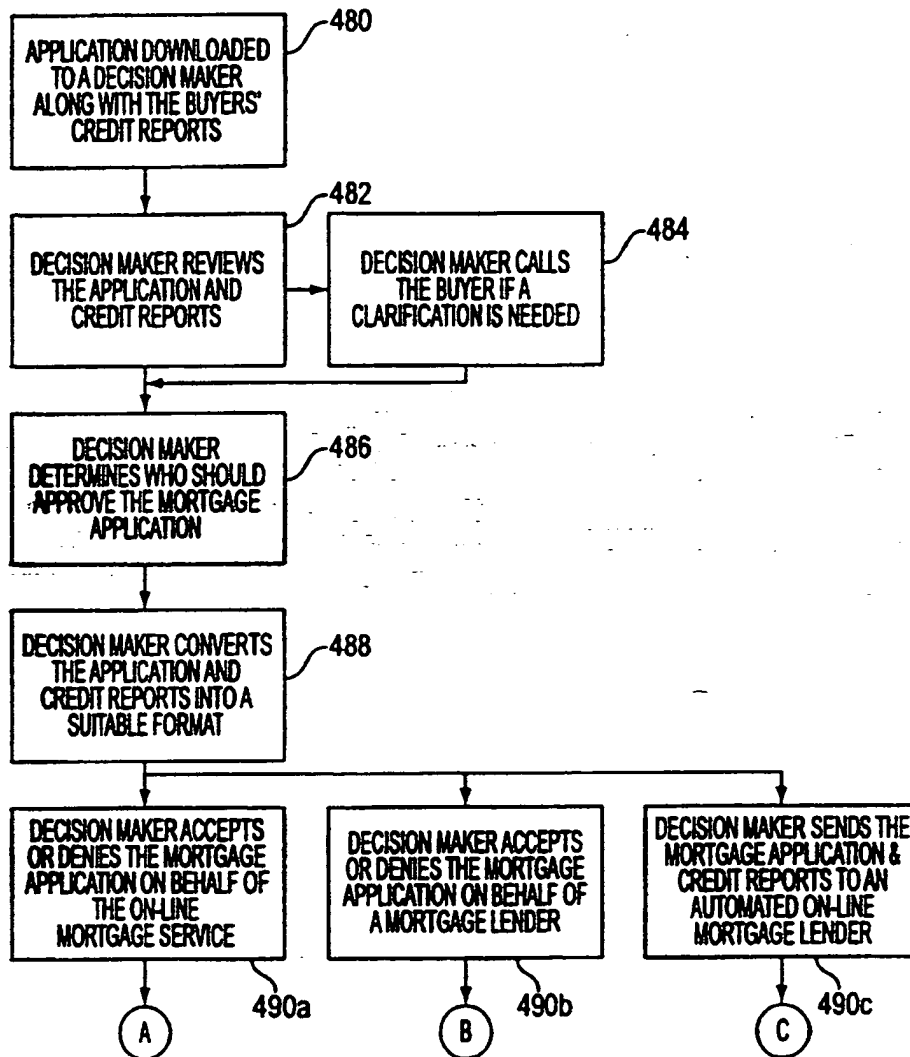 APPLICATION DOWNLOADED
TO A DECISION MAKER
ALONG WITH THE BUYERS'
CREDIT REPORTS
480
DECISION MAKER REVIEWS
THE APPLICATION AND
CREDIT REPORTS
482
DECISION MAKER CALLS
THE BUYER IF A
CLARIFICATION IS NEEDED
484
DECISION MAKER
DETERMINES WHO SHOULD
APPROVE THE MORTGAGE
APPLICATION
486
DECISION MAKER CONVERTS
THE APPLICATION AND
CREDIT REPORTS INTO A
SUITABLE FORMAT
488
DECISION MAKER ACCEPTS
OR DENIES THE MORTGAGE
APPLICATION ON BEHALF OF
THE ON-LINE
MORTGAGE SERVICE
490a
DECISION MAKER ACCEPTS
OR DENIES THE MORTGAGE
APPLICATION ON BEHALF OF
A MORTGAGE LENDER
490b
DECISION MAKER SENDS THE
MORTGAGE APPLICATION &
CREDIT REPORTS TO AN
AUTOMATED ON-LINE
MORTGAGE LENDER
490c
A
B
C